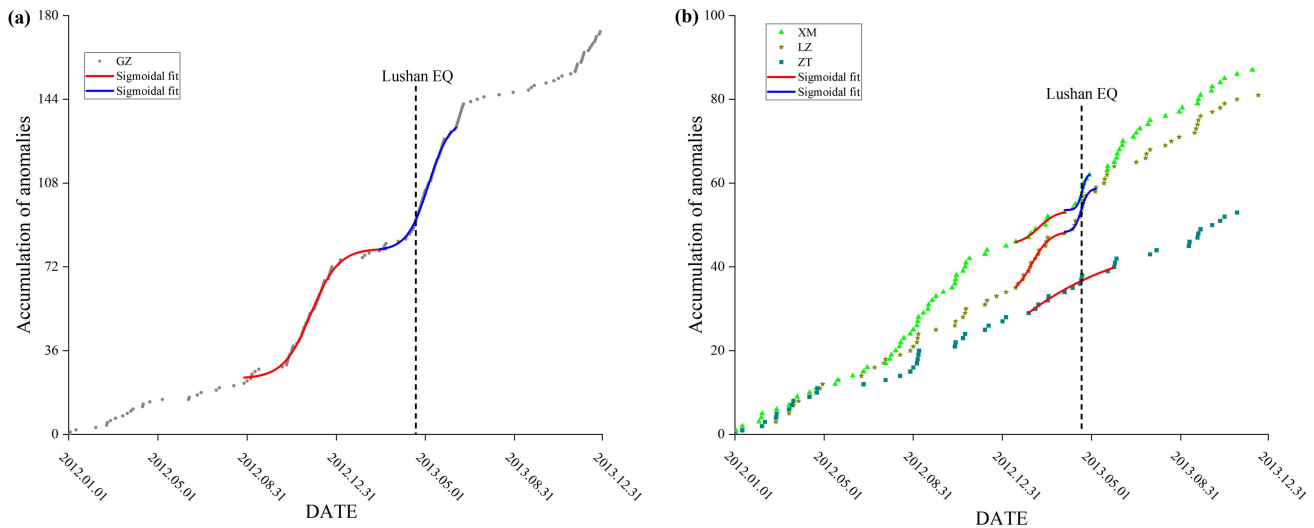 (a)
180
144
108
72
36
0
Accumulation of anomalies
GZ
Sigmoidal fit
Sigmoidal fit
Lushan EQ
2012.01.01
2012.05.01
2012.08.31
2012.12.31
2013.05.01
2013.08.31
2013.12.31
DATE
(b)
100
80
60
40
20
0
Accumulation of anomalies
XM
LZ
ZT
Sigmoidal fit
Sigmoidal fit
Lushan EQ
2012.01.01
2012.05.01
2012.08.31
2012.12.31
2013.05.01
2013.08.31
2013.12.31
DATE